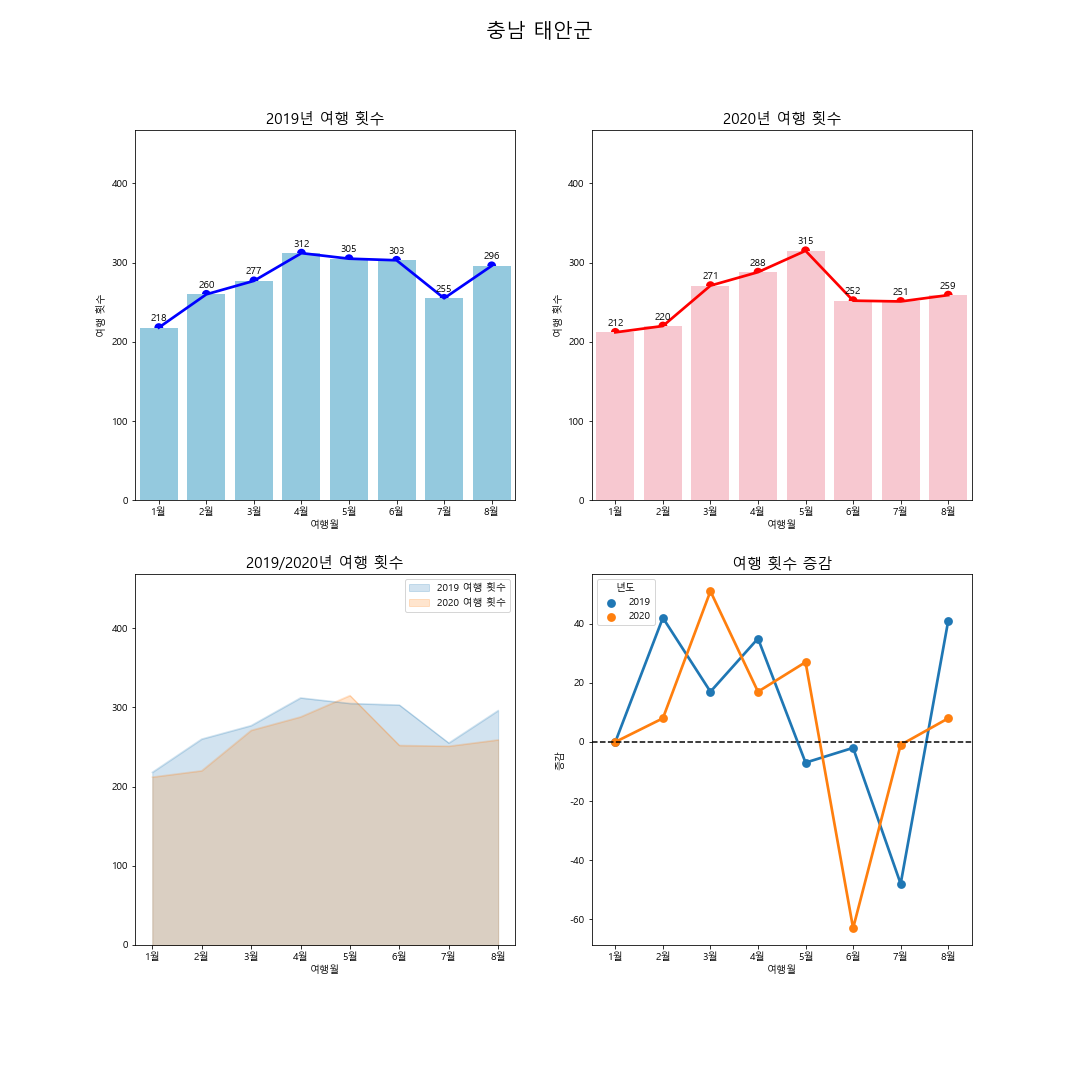 충남 태안군
2019년 여행 횟수
400
300
200
100
0
여행 횟수
218
260
277
312
305
303
255
296
1월
2월
3월
4월
5월
6월
7월
8월
여행월
2020년 여행 횟수
400
300
200
100
0
여행 횟수
212
220
271
288
315
252
251
259
1월
2월
3월
4월
5월
6월
7월
8월
여행월
2019/2020년 여행 횟수
2019 여행 횟수
2020 여행 횟수
400
300
200
100
0
1월
2월
3월
4월
5월
6월
7월
8월
여행월
여행 횟수 증감
년도
2019
2020
40
20
0
-20
-40
-60
증감
1월
2월
3월
4월
5월
6월
7월
8월
여행월